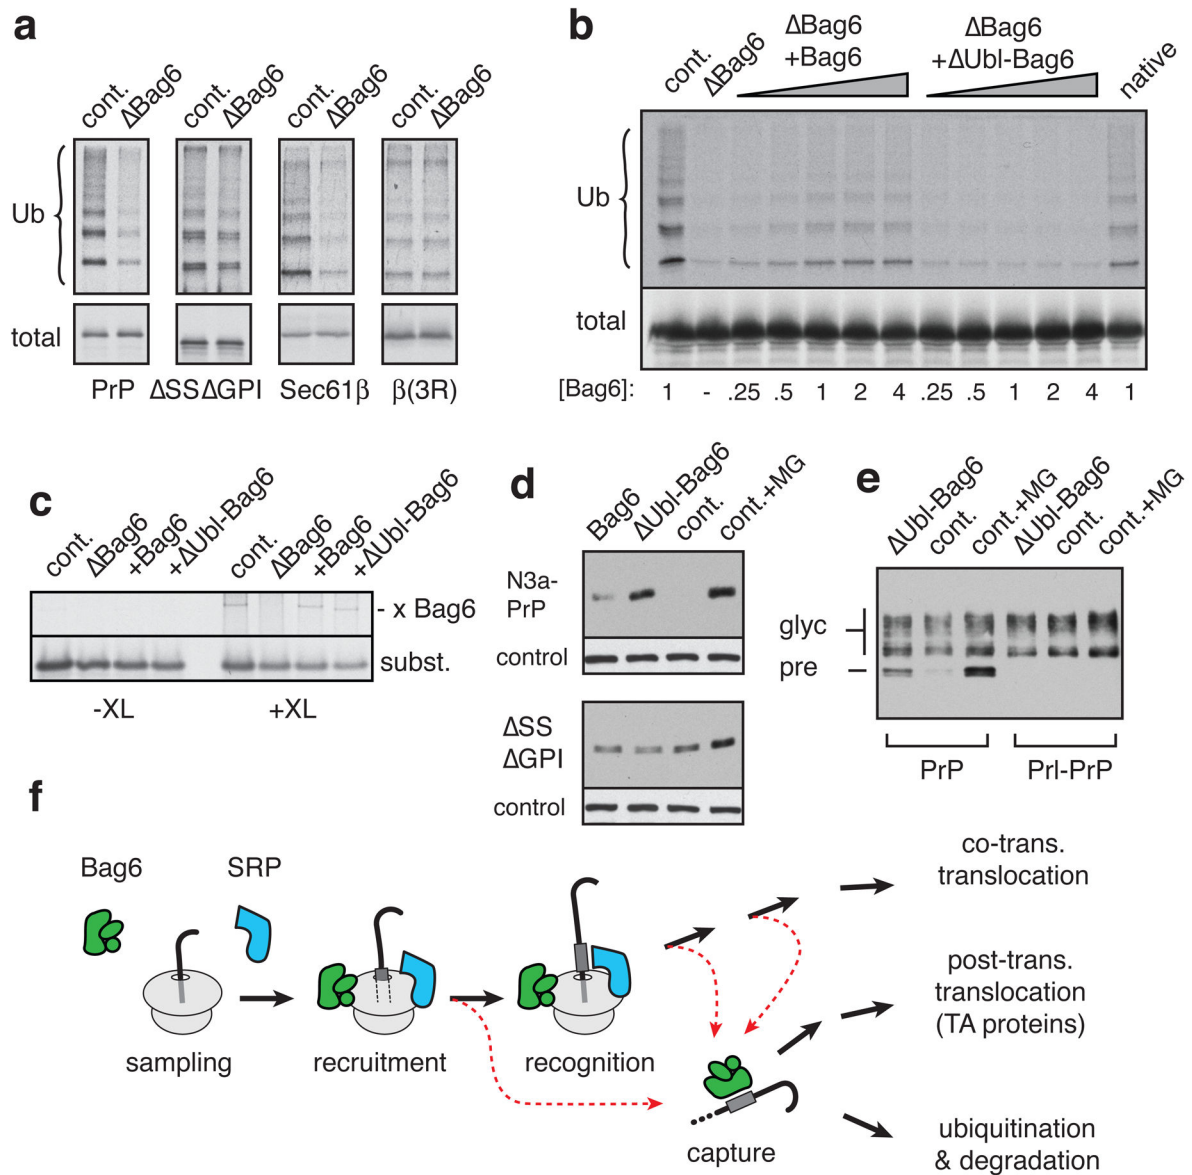 a
cont.
ΔBag6
cont.
ΔBag6
cont.
ΔBag6
cont.
ΔBag6
Ub
total
PrP
ΔSSΔGPI
Sec61β
β(3R)
b
cont.
ΔBag6
ΔBag6
+Bag6
ΔBag6
+ΔUbl-Bag6
native
Ub
total
[Bag6]: 1 - .25 .5 1 2 4 .25 .5 1 2 4 1
c
cont.
ΔBag6
+Bag6
+ΔUbl-Bag6
cont.
ΔBag6
+Bag6
+ΔUbl-Bag6
- x Bag6
subst.
-XL
+XL
d
Bag6
ΔUbl-Bag6
cont.
cont.+MG
N3a-
PrP
control
ΔSS
ΔGPI
control
e
ΔUbl-Bag6
cont.
cont.+MG
ΔUbl-Bag6
cont.
cont.+MG
glyc
pre
PrP
Prl-PrP
f
Bag6
SRP
sampling
recruitment
recognition
capture
co-trans.
translocation
post-trans.
translocation
(TA proteins)
ubiquitination
& degradation